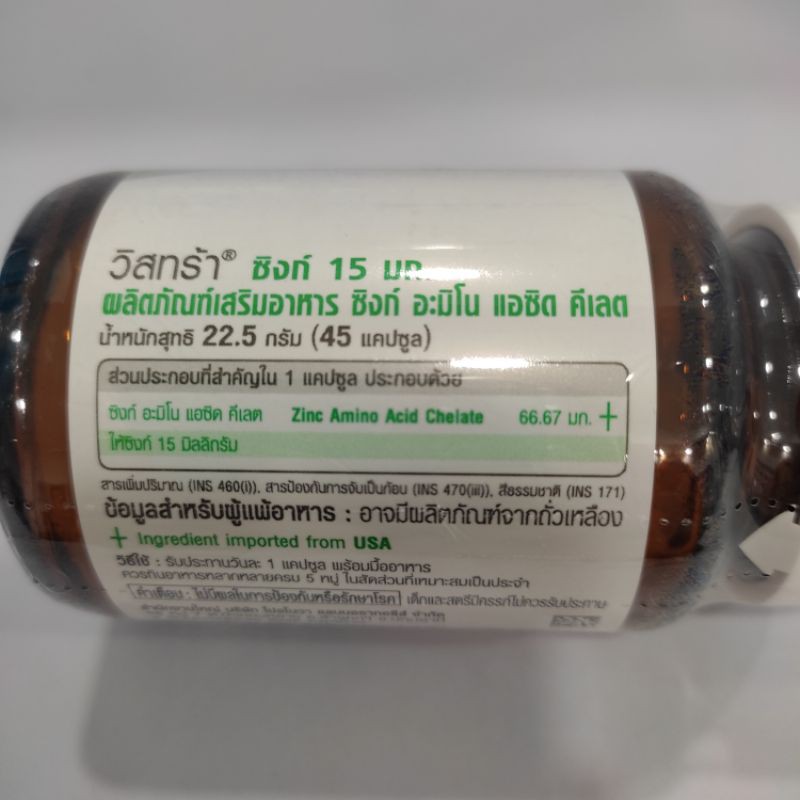 วิสทร้า® ซิงก์ 15 มก.
ผลิตภัณฑ์เสริมอาหาร ซิงก์ อะมิโน แอซิด คีเลต
น้ำหนักสุทธิ 22.5 กรัม (45 แคปซูล)
ส่วนประกอบที่สำคัญใน 1 แคปซูล ประกอบด้วย
ซิงก์ อะมิโน แอซิด คีเลต Zinc Amino Acid Chelate 66.67 มก. +
ให้ซิงก์ 15 มิลลิกรัม
สารเพิ่มปริมาณ (INS 460(i)), สารป้องกันการจับเป็นก้อน (INS 470(iii)), สีธรรมชาติ (INS 171)
ข้อมูลสำหรับผู้แพ้อาหาร : อาจมีผลิตภัณฑ์จากถั่วเหลือง
+ Ingredient imported from USA
วิธีใช้ : รับประทานวันละ 1 แคปซูล พร้อมมื้ออาหาร
ควรกินอาหารหลากหลายครบ 5 หมู่ ในสัดส่วนที่เหมาะสมเป็นประจำ
คำเตือน : ไม่มีผลในการป้องกันหรือรักษาโรค เด็กและสตรีมีครรภ์ไม่ควรรับประทาน